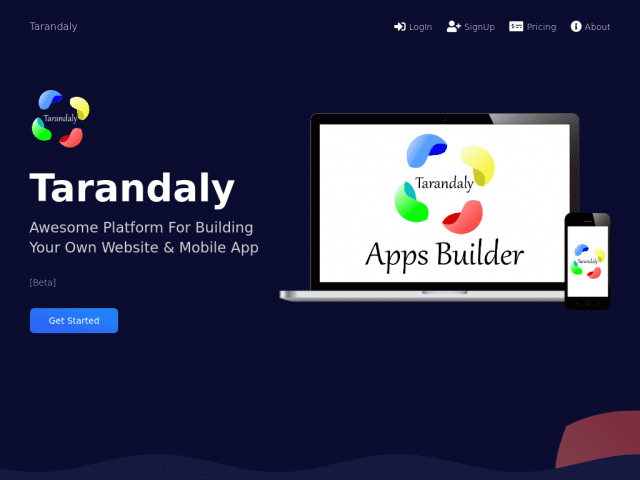 Tarandaly
LogIn
SignUp
Pricing
About
Tarandaly
Tarandaly
Awesome Platform For Building
Your Own Website & Mobile App
[Beta]
Get Started
Tarandaly
Apps Builder
Tarandaly